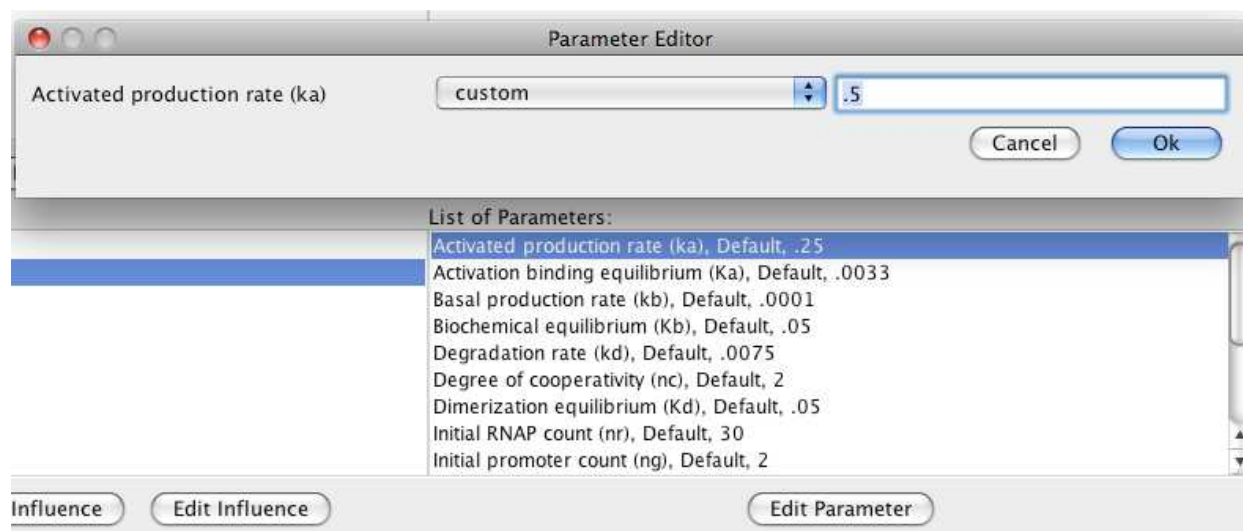 Parameter Editor
Activated production rate (ka) custom .5
Cancel Ok
List of Parameters:
Activated production rate (ka), Default, .25
Activation binding equilibrium (Ka), Default, .0033
Basal production rate (kb), Default, .0001
Biochemical equilibrium (Kb), Default, .05
Degradation rate (kd), Default, .0075
Degree of cooperativity (nc), Default, 2
Dimerization equilibrium (Kd), Default, .05
Initial RNAP count (nr), Default, 30
Initial promoter count (ng), Default, 2
Influence Edit Influence Edit Parameter